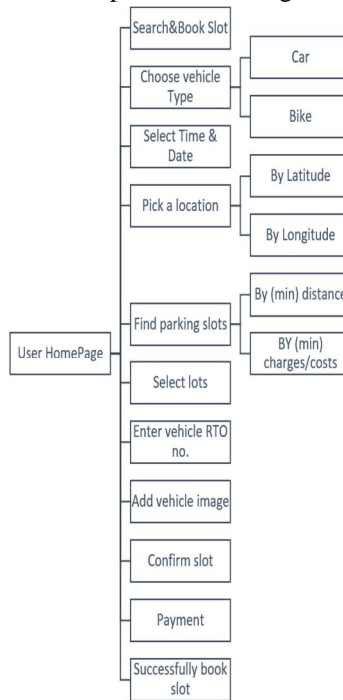 Search&Book Slot
Choose vehicle
Type
Car
Bike
Select Time &
Date
Pick a location
By Latitude
By Longitude
User HomePage
Find parking slots
By (min) distance
BY (min)
charges/costs
Select lots
Enter vehicle RTO
no.
Add vehicle image
Confirm slot
Payment
Successfully book
slot